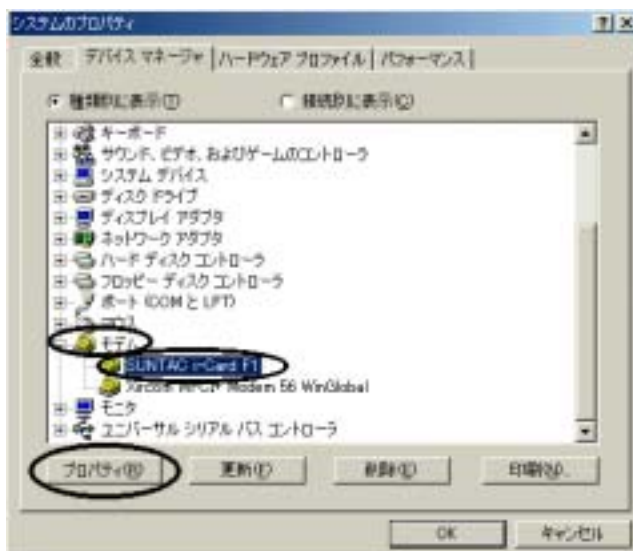 システムのプロパティ
全般 デバイス マネージャ ハードウェア プロファイル パフォーマンス
種類別に表示(T) 接続別に表示(C)
キーボード
サウンド、ビデオ、およびゲームのコントローラ
システム デバイス
ディスク ドライブ
ディスプレイ アダプタ
ネットワーク アダプタ
ハード ディスク コントローラ
フロッピー ディスク コントローラ
ポート (COM と LPT)
マウス
モデム
SUNTAC i-Card F1
Xircom MPCI+ Modem 56 WinGlobal
モニタ
ユニバーサル シリアル バス コントローラ
プロパティ(R) 更新(F) 削除(E) 印刷(N)...
OK キャンセル